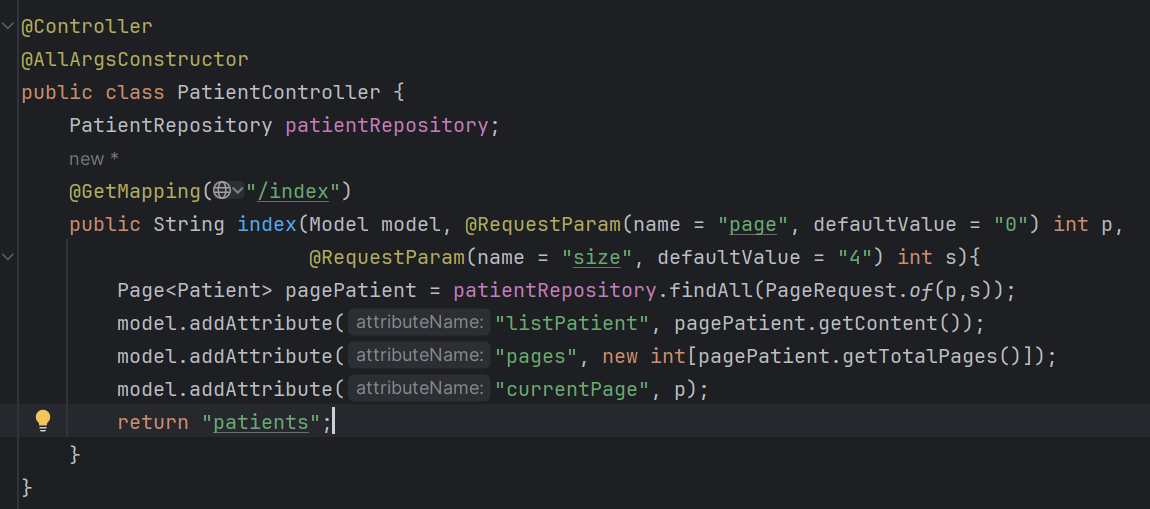 @Controller
@AllArgsConstructor
public class PatientController {
PatientRepository patientRepository;
new *
@GetMapping("/index")
public String index(Model model, @RequestParam(name = "page", defaultValue = "0") int p,
@RequestParam(name = "size", defaultValue = "4") int s){
Page<Patient> pagePatient = patientRepository.findAll(PageRequest.of(p,s));
model.addAttribute( attributeName: "listPatient", pagePatient.getContent());
model.addAttribute( attributeName: "pages", new int[pagePatient.getTotalPages()]);
model.addAttribute( attributeName: "currentPage", p);
return "patients";
}
}